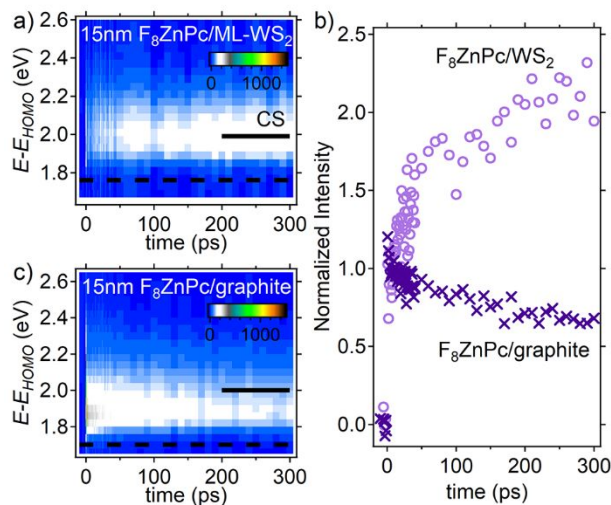 a)
15nm F₈ZnPc/ML-WS₂
0 1000
CS
2.6
2.4
2.2
2.0
1.8
E-E_HOMO (eV)
0 100 200 300
time (ps)
c)
15nm F₈ZnPc/graphite
0 1000
2.6
2.4
2.2
2.0
1.8
E-E_HOMO (eV)
0 100 200 300
time (ps)
b)
2.5
2.0
1.5
1.0
0.5
0.0
Normalized Intensity
F₈ZnPc/WS₂
F₈ZnPc/graphite
0 100 200 300
time (ps)